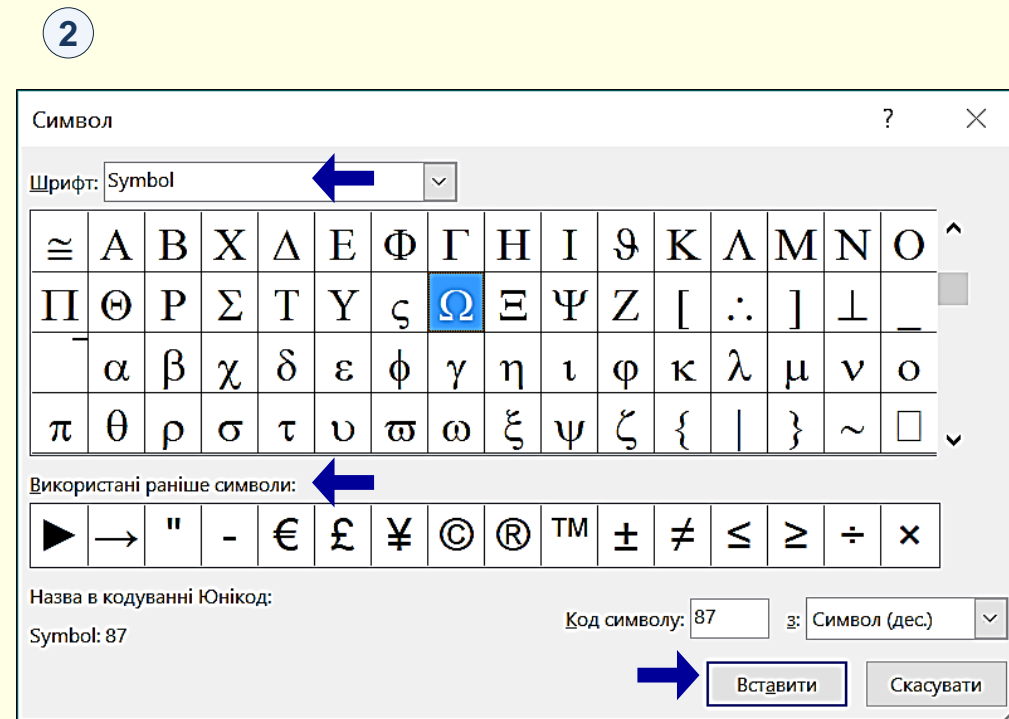 2
Символ ?
Шрифт: Symbol
≅ Α Β Χ Δ Ε Φ Γ Η Ι ϑ Κ Λ Μ Ν Ο
Π Θ Ρ Σ Τ Υ ς Ω Ξ Ψ Ζ [ ∴ ] ⊥ _
‾ α β χ δ ε ϕ γ η ι φ κ λ μ ν ο
π θ ρ σ τ υ ϖ ω ξ ψ ζ { | } ~ □
Використані раніше символи:
► → " - € £ ¥ © ® ™ ± ≠ ≤ ≥ ÷ ×
Назва в кодуванні Юнікод:
Symbol: 87
Код символу: 87 з: Символ (дес.)
Вставити Скасувати